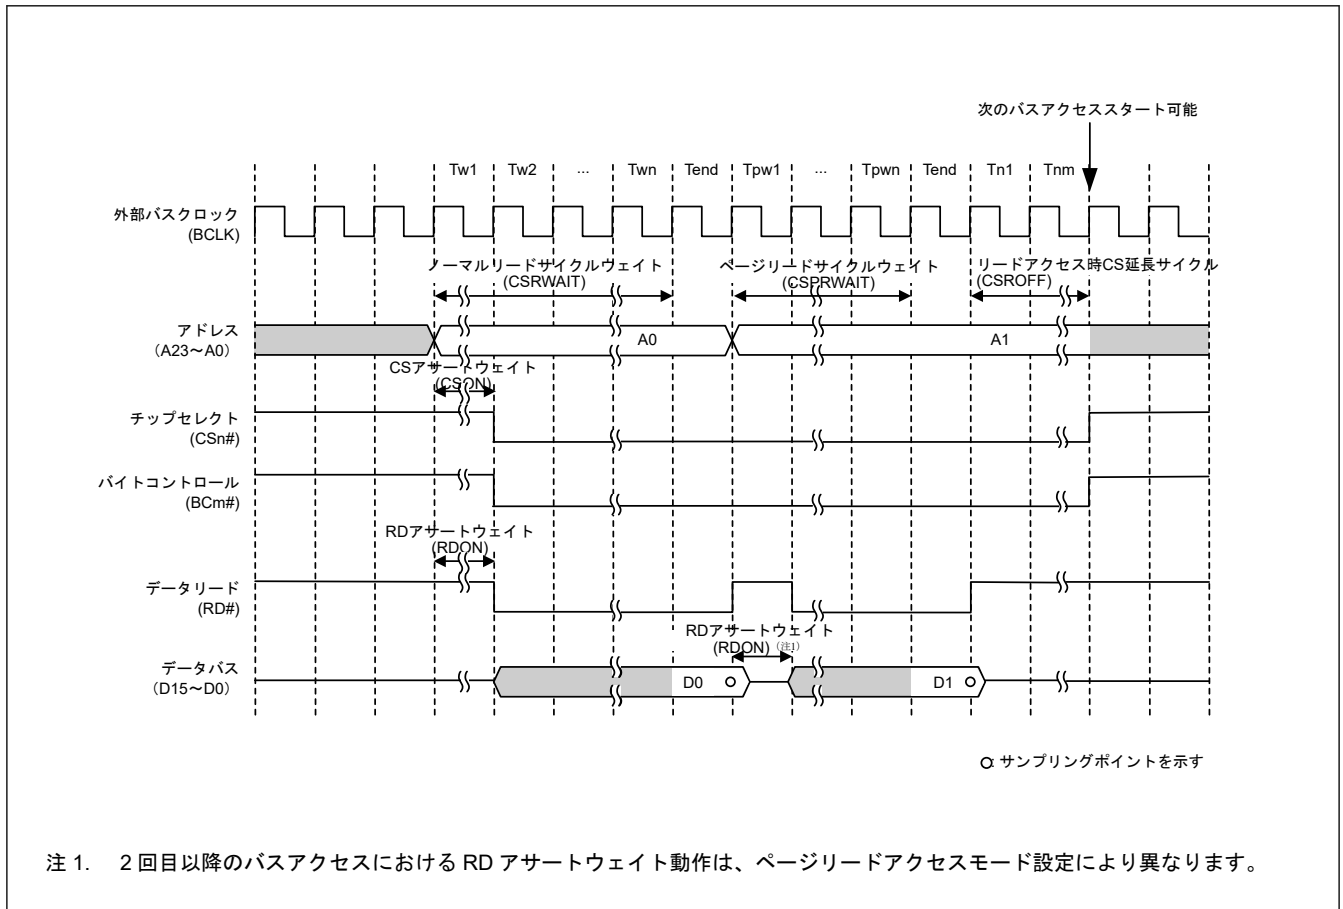 次のバスアクセススタート可能
Tw1 Tw2 ... Twn Tend Tpw1 ... Tpwn Tend Tn1 Tnm
外部バスクロック
(BCLK)
ノーマルリードサイクルウェイト
(CSRWAIT)
ページリードサイクルウェイト
(CSPRWAIT)
リードアクセス時CS延長サイクル
(CSROFF)
アドレス
(A23～A0)
A0
A1
CSアサートウェイト
(CSON)
チップセレクト
(CSn#)
バイトコントロール
(BCm#)
RDアサートウェイト
(RDON)
データリード
(RD#)
RDアサートウェイト
(RDON) (注1)
データバス
(D15～D0)
D0
D1
サンプリングポイントを示す
注 1. 2 回目以降のバスアクセスにおける RD アサートウェイト動作は、ページリードアクセスモード設定により異なります。